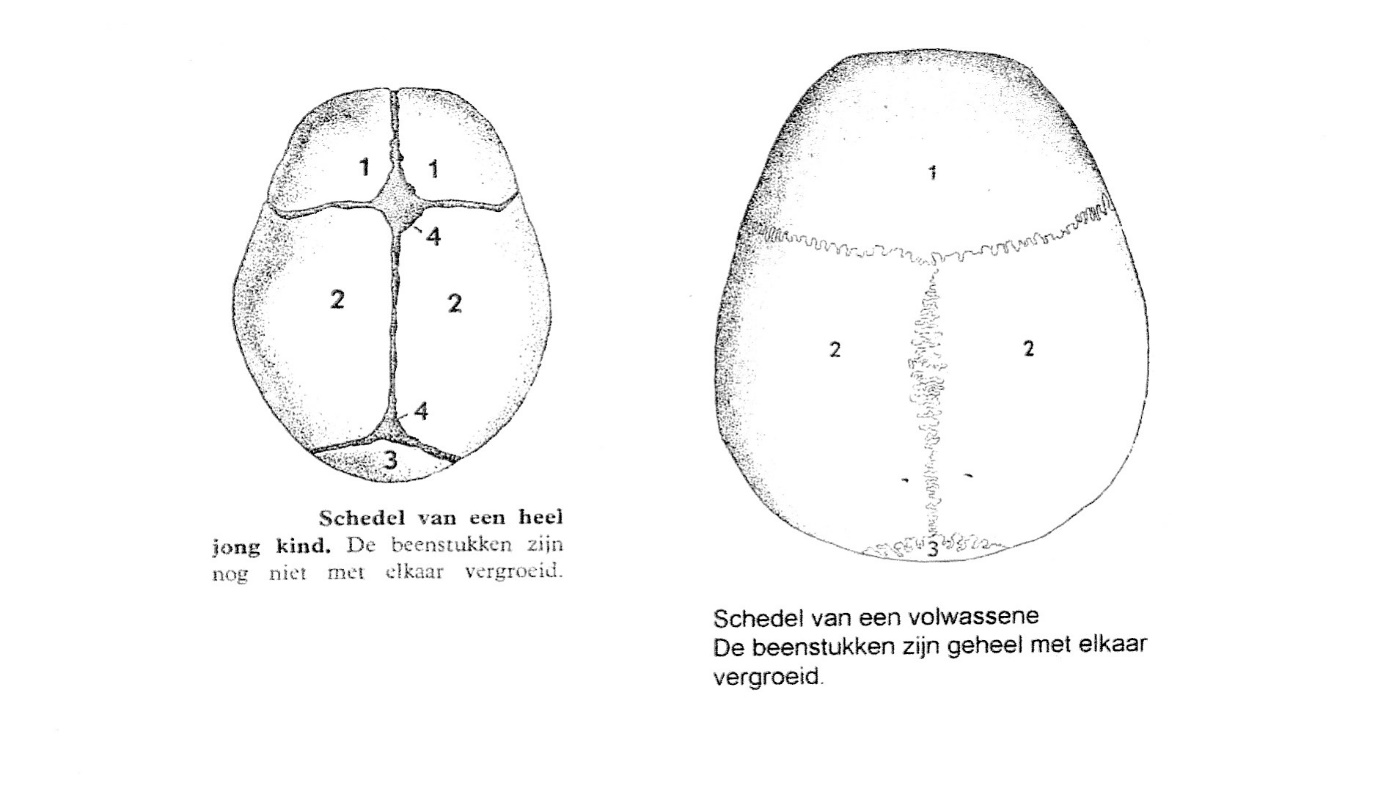 1 1
4
2 2
4
3
Schedel van een heel
jong kind. De beenstukken zijn
nog niet met elkaar vergroeid.
1
2 2
3
Schedel van een volwassene
De beenstukken zijn geheel met elkaar
vergroeid.